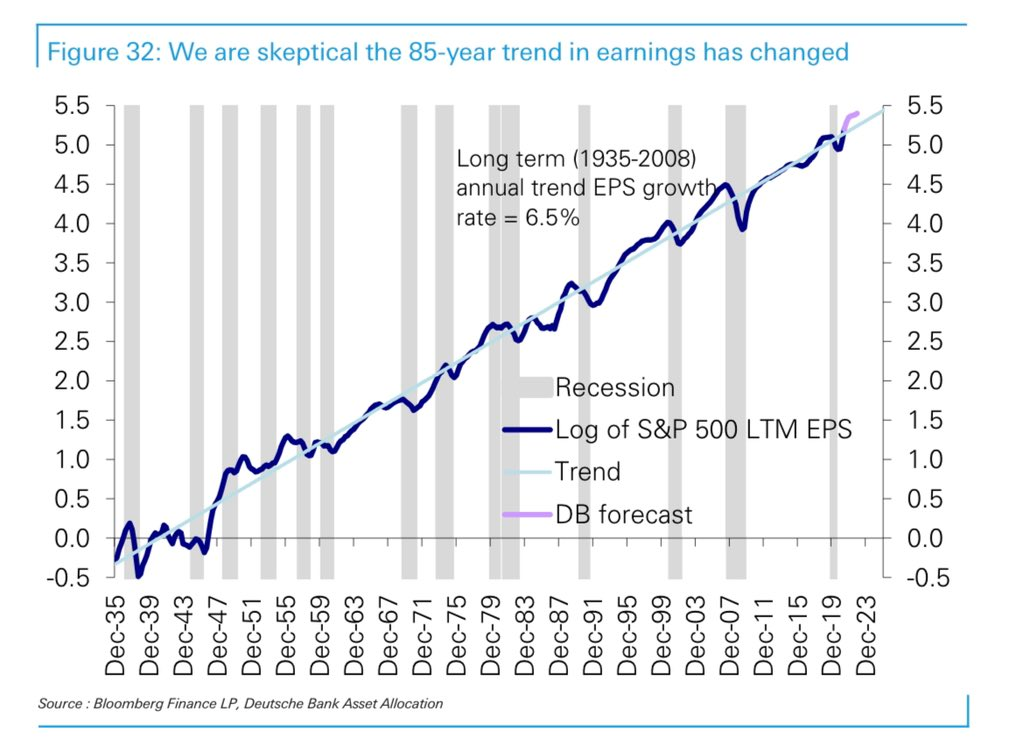 Figure 32: We are skeptical the 85-year trend in earnings has changed
5.5 5.5
5.0 5.0
4.5 4.5
4.0 4.0
3.5 3.5
3.0 3.0
2.5 2.5
2.0 2.0
1.5 1.5
1.0 1.0
0.5 0.5
0.0 0.0
-0.5 -0.5
Long term (1935-2008)
annual trend EPS growth
rate = 6.5%
Recession
Log of S&P 500 LTM EPS
Trend
DB forecast
Dec-35
Dec-39
Dec-43
Dec-47
Dec-51
Dec-55
Dec-59
Dec-63
Dec-67
Dec-71
Dec-75
Dec-79
Dec-83
Dec-87
Dec-91
Dec-95
Dec-99
Dec-03
Dec-07
Dec-11
Dec-15
Dec-19
Dec-23
Source : Bloomberg Finance LP, Deutsche Bank Asset Allocation